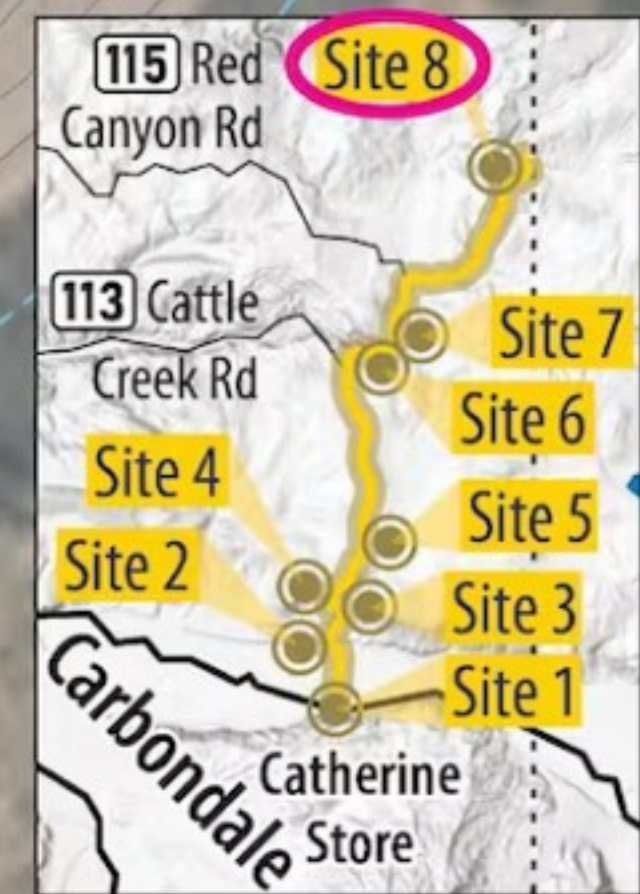 115 Red
Canyon Rd
Site 8
113 Cattle
Creek Rd
Site 7
Site 6
Site 4
Site 5
Site 2
Site 3
Site 1
Carbondale
Catherine
Store